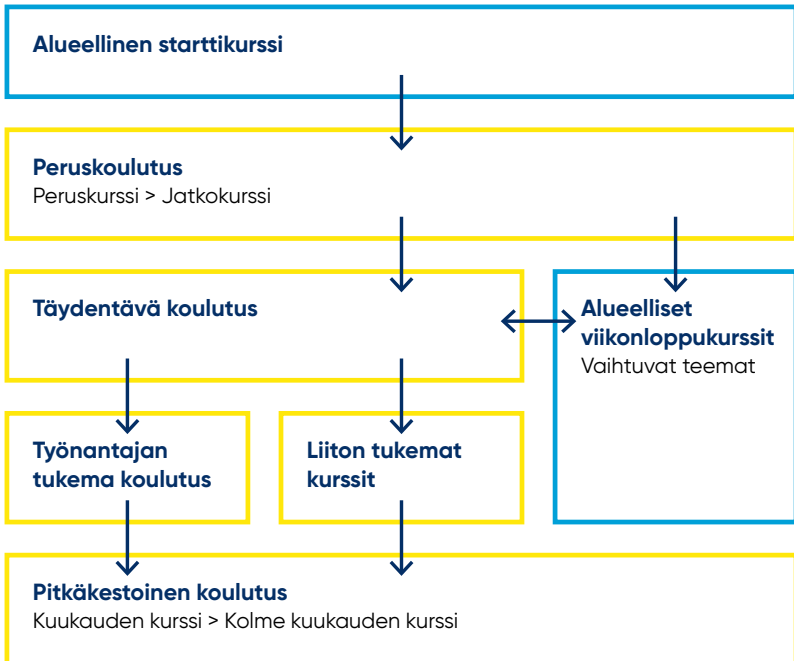 Alueellinen starttikurssi
Peruskoulutus
Peruskurssi > Jatkokurssi
Täydentävä koulutus
Alueelliset
viikonloppukurssit
Vaihtuvat teemat
Työnantajan
tukema koulutus
Liiton tukemat
kurssit
Pitkäkestoinen koulutus
Kuukauden kurssi > Kolme kuukauden kurssi